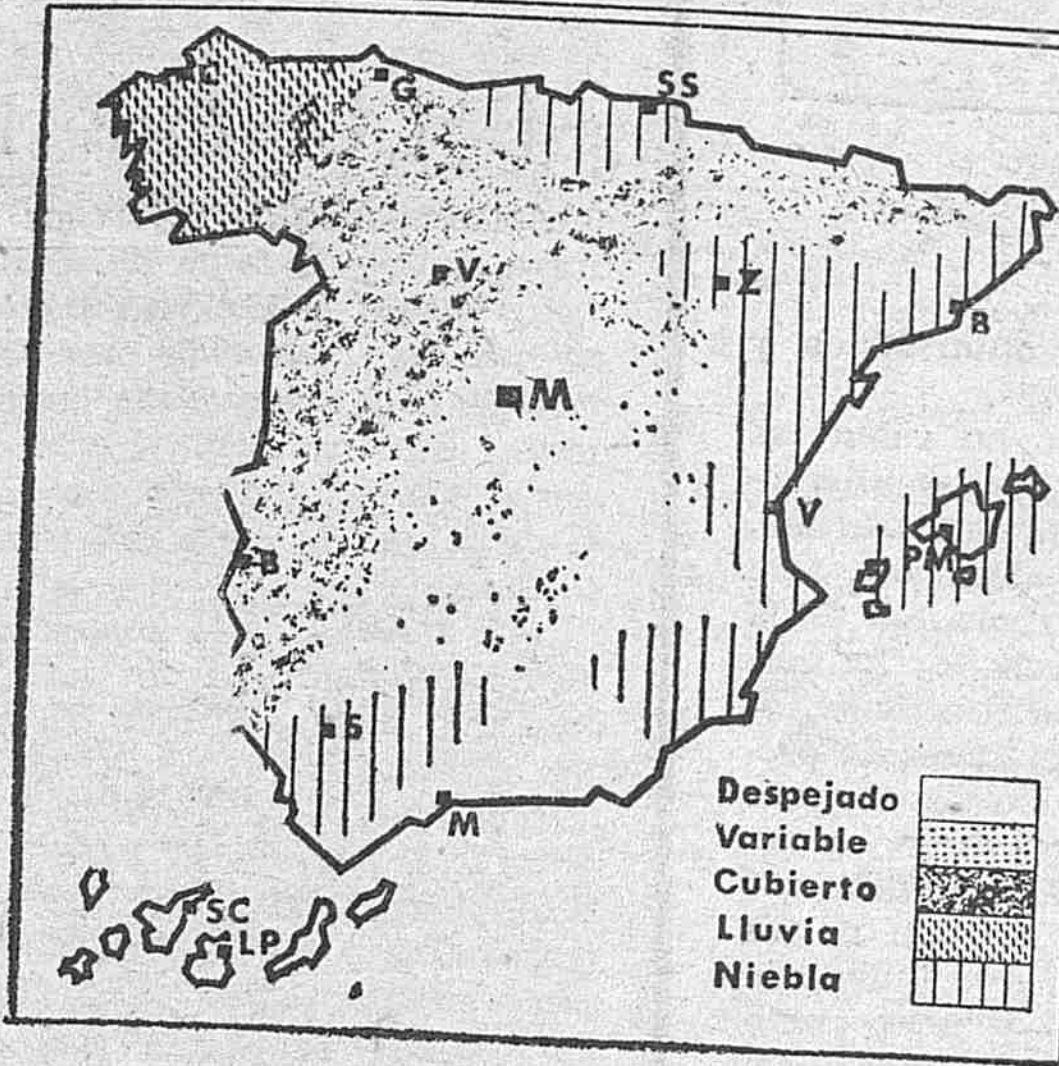 G
SS
V
Z
B
M
V
B
PM
S
M
SC
LP
Despejado
Variable
Cubierto
Lluvia
Niebla